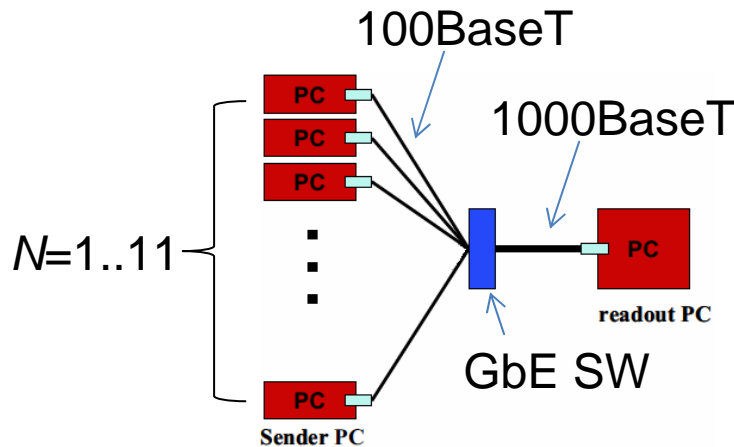 100BaseT
PC
1000BaseT
PC
PC
N=1..11
PC
readout PC
GbE SW
PC
Sender PC